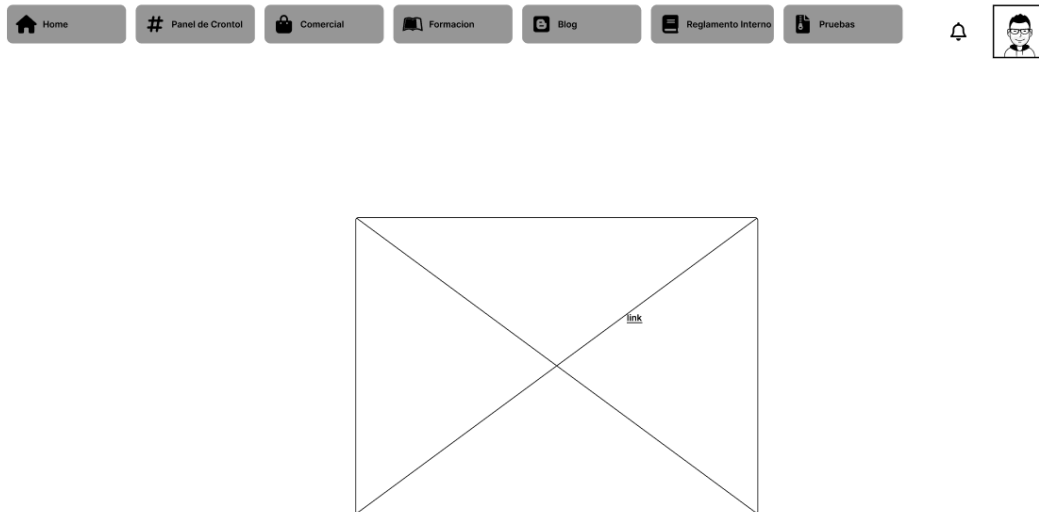 Home
Panel de Crontol
Comercial
Formacion
Blog
Reglamento Interno
Pruebas
link